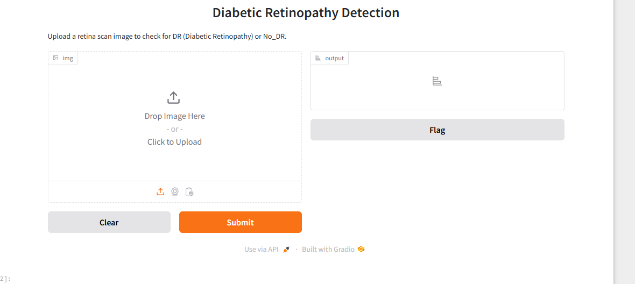 Diabetic Retinopathy Detection
Upload a retina scan image to check for DR (Diabetic Retinopathy) or No_DR.
img
output
Drop Image Here
- or -
Click to Upload
Flag
Clear
Submit
Use via API · Built with Gradio
2]: